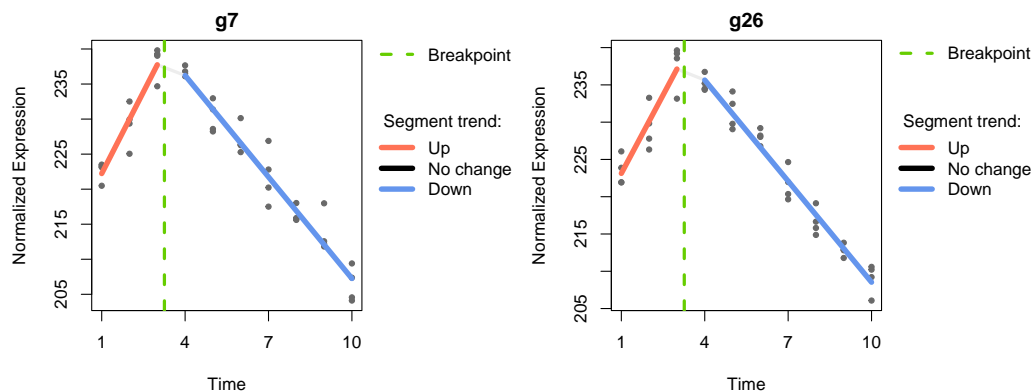 g7
Normalized Expression
235
225
215
205
1
4
7
10
Time
Breakpoint
Segment trend:
Up
No change
Down
g26
Normalized Expression
235
225
215
205
1
4
7
10
Time
Breakpoint
Segment trend:
Up
No change
Down